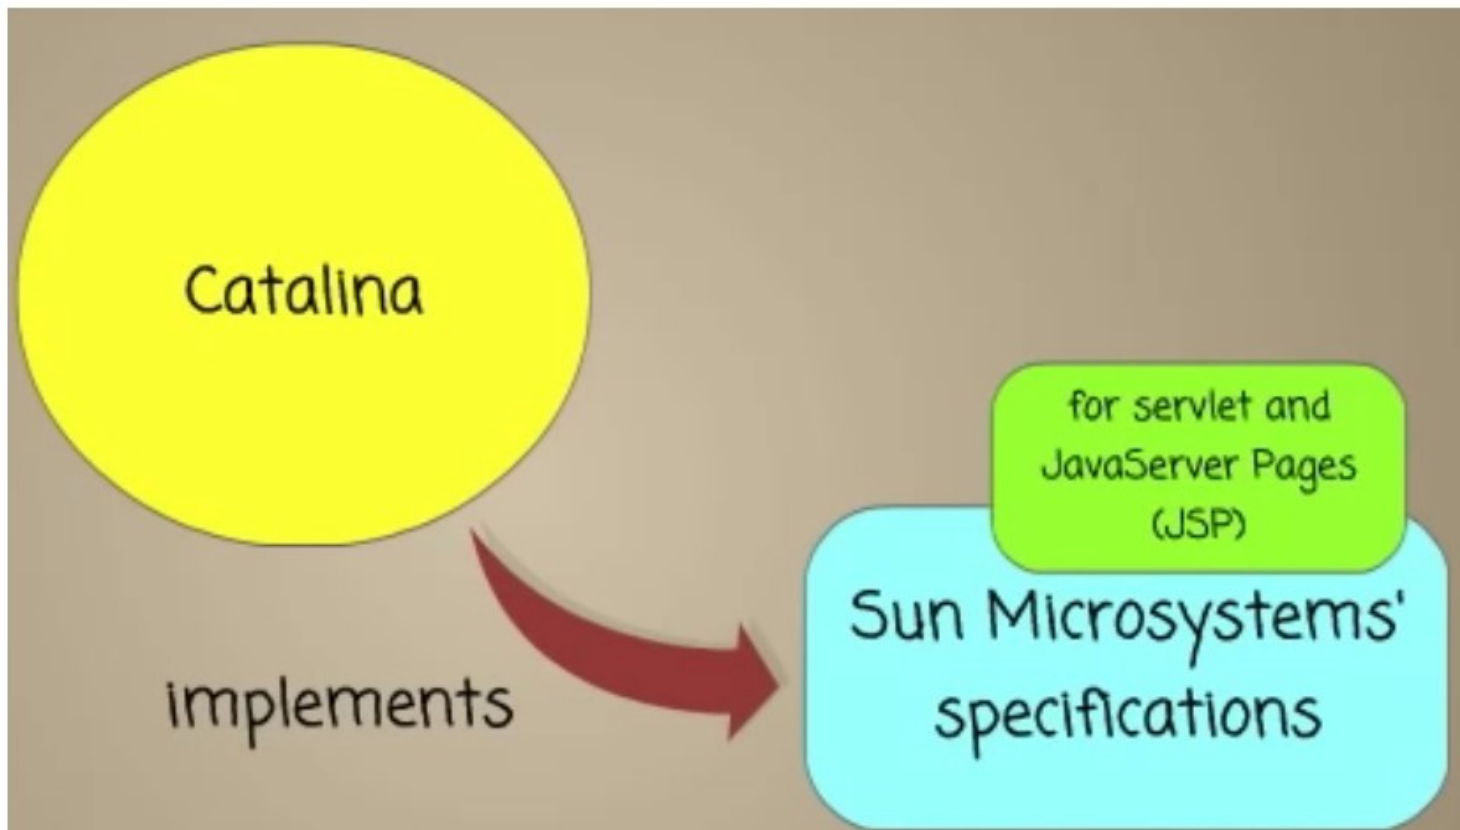 Catalina
implements
for servlet and
JavaServer Pages
(JSP)
Sun Microsystems'
specifications